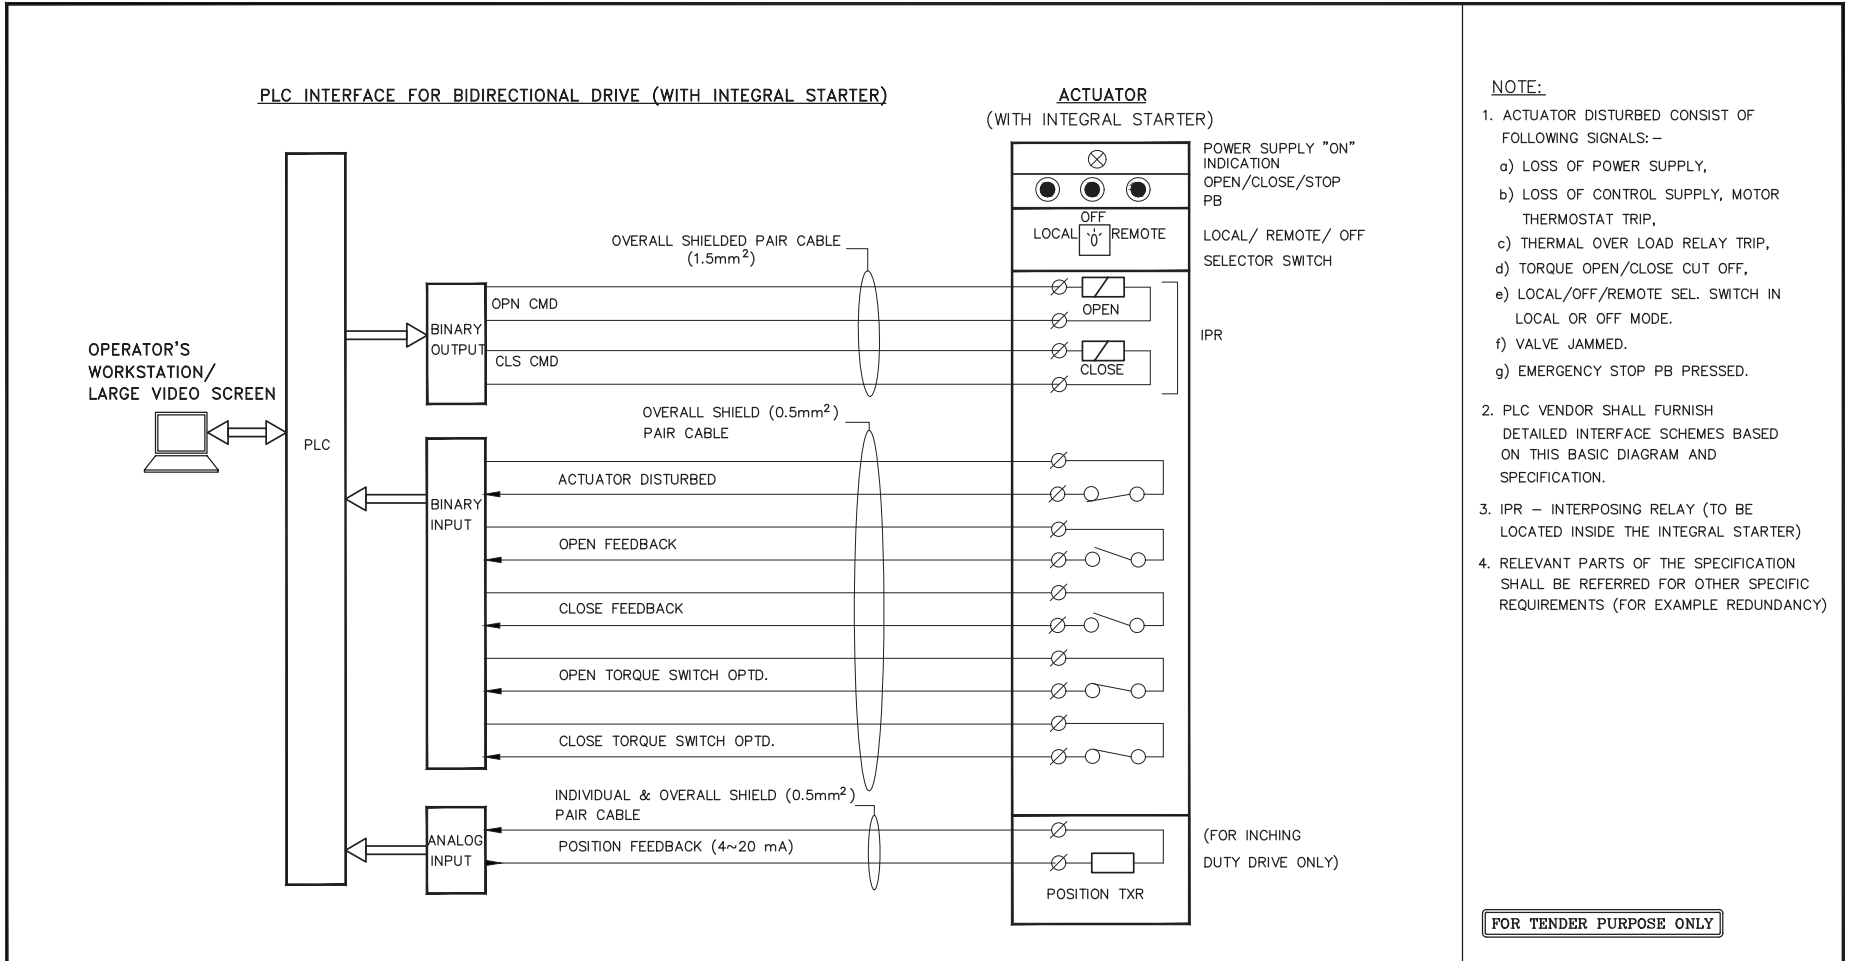 PLC INTERFACE FOR BIDIRECTIONAL DRIVE (WITH INTEGRAL STARTER)
ACTUATOR
(WITH INTEGRAL STARTER)
POWER SUPPLY "ON"
INDICATION
OPEN/CLOSE/STOP
PB
OFF
LOCAL
REMOTE
LOCAL/ REMOTE/ OFF
SELECTOR SWITCH
OVERALL SHIELDED PAIR CABLE
(1.5mm²)
OPN CMD
OPEN
BINARY
OUTPUT
IPR
CLS CMD
CLOSE
OPERATOR'S
WORKSTATION/
LARGE VIDEO SCREEN
PLC
OVERALL SHIELD (0.5mm²)
PAIR CABLE
ACTUATOR DISTURBED
BINARY
INPUT
OPEN FEEDBACK
CLOSE FEEDBACK
OPEN TORQUE SWITCH OPTD.
CLOSE TORQUE SWITCH OPTD.
INDIVIDUAL & OVERALL SHIELD (0.5mm²)
PAIR CABLE
ANALOG
INPUT
POSITION FEEDBACK (4~20 mA)
(FOR INCHING
DUTY DRIVE ONLY)
POSITION TXR
NOTE:
1. ACTUATOR DISTURBED CONSIST OF
FOLLOWING SIGNALS:–
a) LOSS OF POWER SUPPLY,
b) LOSS OF CONTROL SUPPLY, MOTOR
THERMOSTAT TRIP,
c) THERMAL OVER LOAD RELAY TRIP,
d) TORQUE OPEN/CLOSE CUT OFF,
e) LOCAL/OFF/REMOTE SEL. SWITCH IN
LOCAL OR OFF MODE.
f) VALVE JAMMED.
g) EMERGENCY STOP PB PRESSED.
2. PLC VENDOR SHALL FURNISH
DETAILED INTERFACE SCHEMES BASED
ON THIS BASIC DIAGRAM AND
SPECIFICATION.
3. IPR – INTERPOSING RELAY (TO BE
LOCATED INSIDE THE INTEGRAL STARTER)
4. RELEVANT PARTS OF THE SPECIFICATION
SHALL BE REFERRED FOR OTHER SPECIFIC
REQUIREMENTS (FOR EXAMPLE REDUNDANCY)
FOR TENDER PURPOSE ONLY